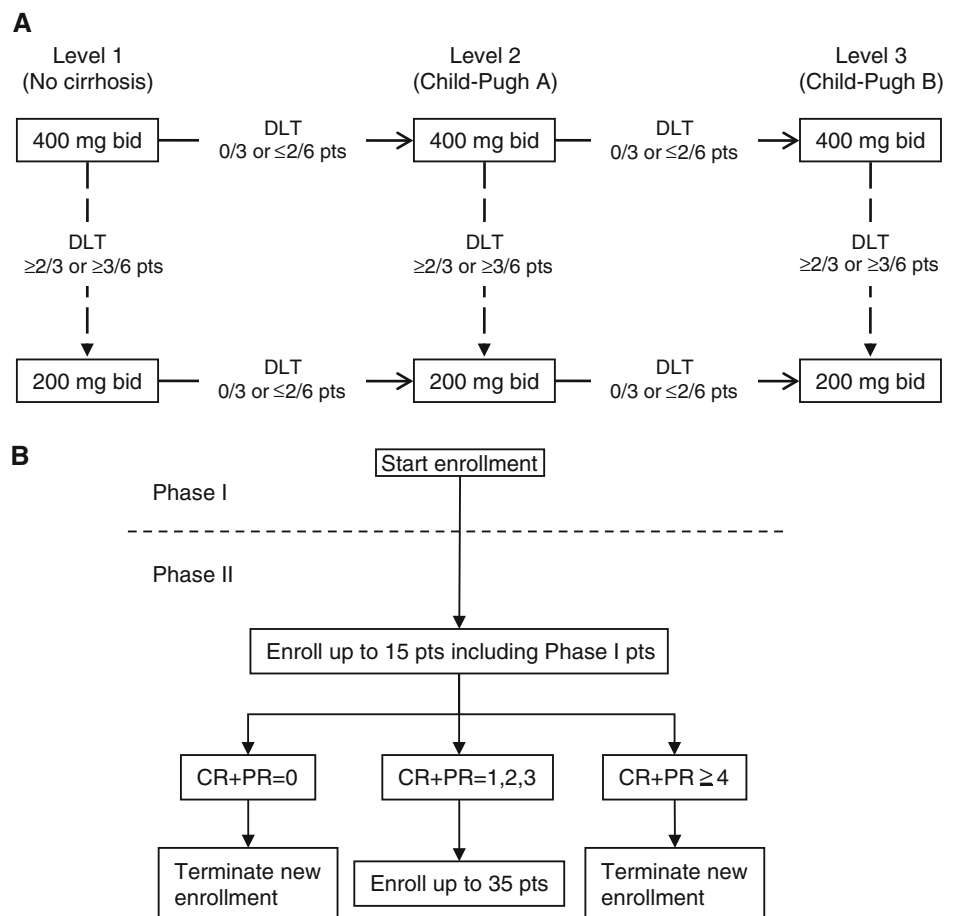 A
Level 1
(No cirrhosis)
Level 2
(Child-Pugh A)
Level 3
(Child-Pugh B)
400 mg bid
DLT
0/3 or ≤2/6 pts
400 mg bid
DLT
0/3 or ≤2/6 pts
400 mg bid
DLT
≥2/3 or ≥3/6 pts
DLT
≥2/3 or ≥3/6 pts
DLT
≥2/3 or ≥3/6 pts
200 mg bid
DLT
0/3 or ≤2/6 pts
200 mg bid
DLT
0/3 or ≤2/6 pts
200 mg bid
B
Start enrollment
Phase I
Phase II
Enroll up to 15 pts including Phase I pts
CR+PR=0
CR+PR=1,2,3
CR+PR ≥ 4
Terminate new
enrollment
Enroll up to 35 pts
Terminate new
enrollment